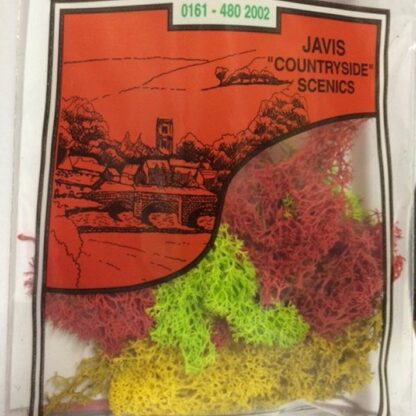 0161 - 480 2002
JAVIS
"COUNTRYSIDE"
SCENICS